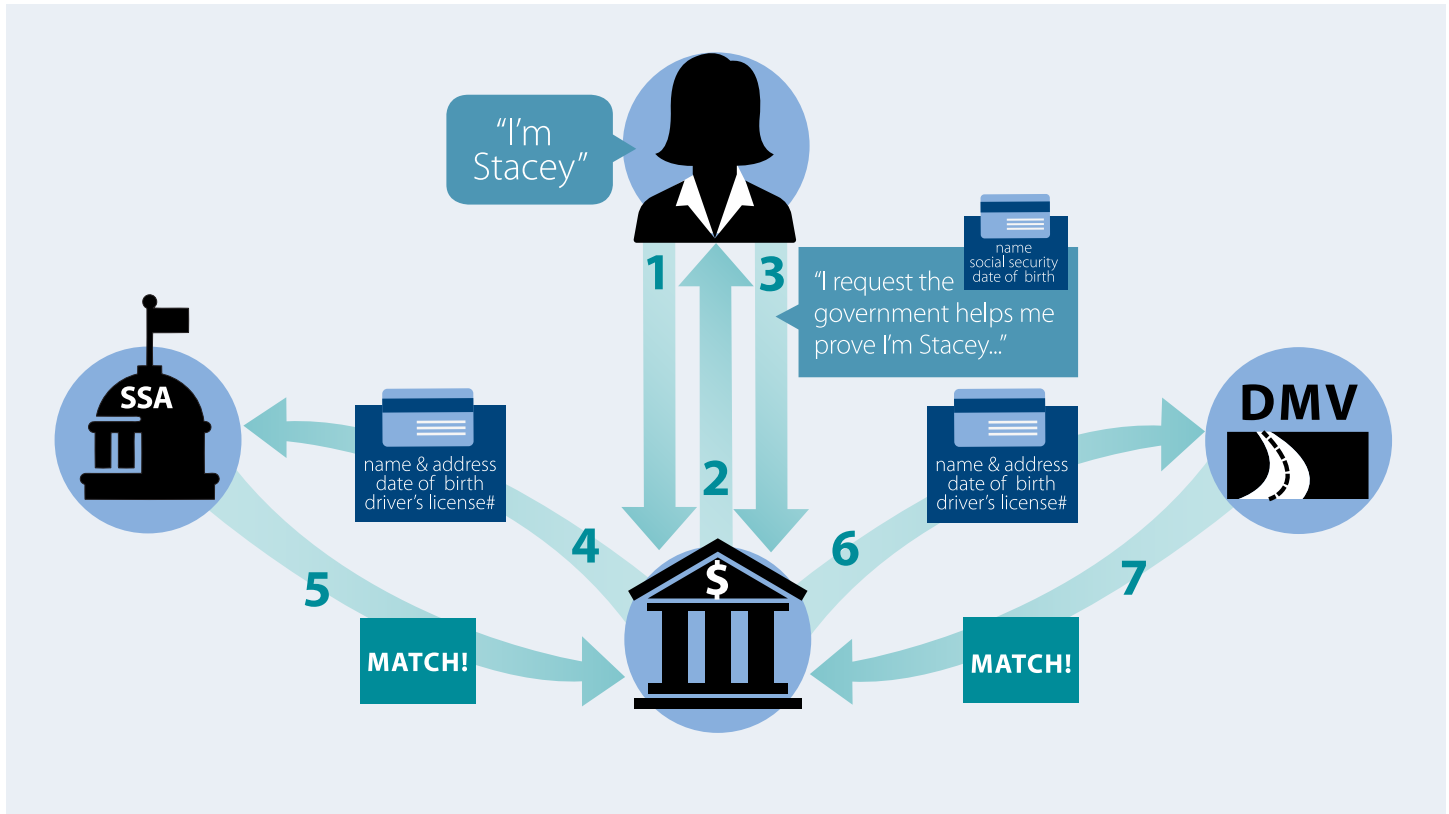 “I’m
Stacey”
1
2
3
name
social security
date of birth
“I request the
government helps me
prove I’m Stacey...”
SSA
name & address
date of birth
driver’s license#
4
5
MATCH!
$
DMV
name & address
date of birth
driver’s license#
6
7
MATCH!